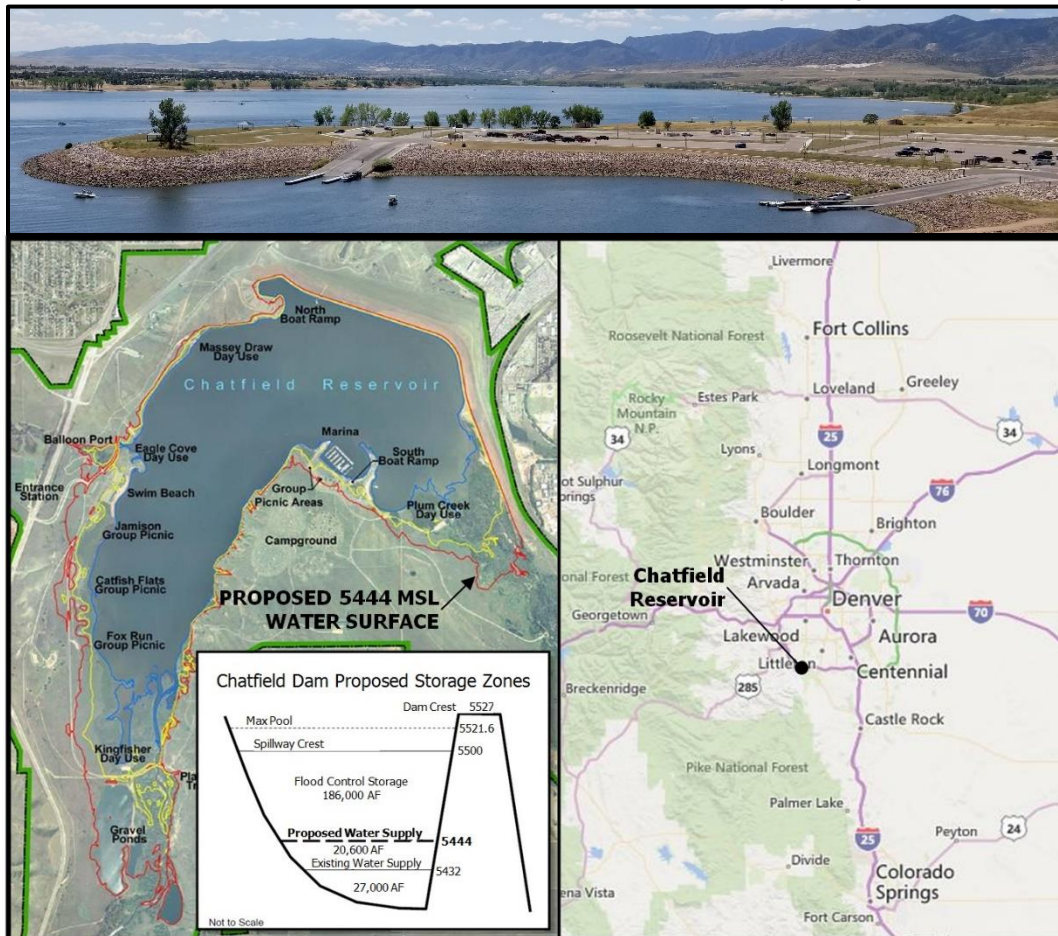 North
Boat Ramp
Massey Draw
Day Use
Chatfield Reservoir
Balloon Port
Eagle Cove
Day Use
Marina
South
Boat Ramp
Entrance
Station
Swim Beach
Group
Picnic Areas
Plum Creek
Day Use
Jamison
Group Picnic
Campground
Catfish Flats
Group Picnic
PROPOSED 5444 MSL
WATER SURFACE
Fox Run
Group Picnic
Kingfisher
Day Use
Gravel
Ponds
Chatfield Dam Proposed Storage Zones
Dam Crest 5527
Max Pool
5521.6
Spillway Crest
5500
Flood Control Storage
186,000 AF
Proposed Water Supply
5444
20,600 AF
Existing Water Supply
5432
27,000 AF
Not to Scale
Livermore
Fort Collins
Roosevelt National Forest
Greeley
Loveland
Estes Park
Rocky
Mountain
N.P.
34
25
34
Lyons
Longmont
76
Boulder
Brighton
Westminster
Thornton
Arvada
Chatfield
Reservoir
Denver
70
Georgetown
Lakewood
Aurora
Littleton
Centennial
285
Breckenridge
Castle Rock
Pike National Forest
Palmer Lake
Peyton
24
25
Divide
Colorado
Springs
Fort Carson